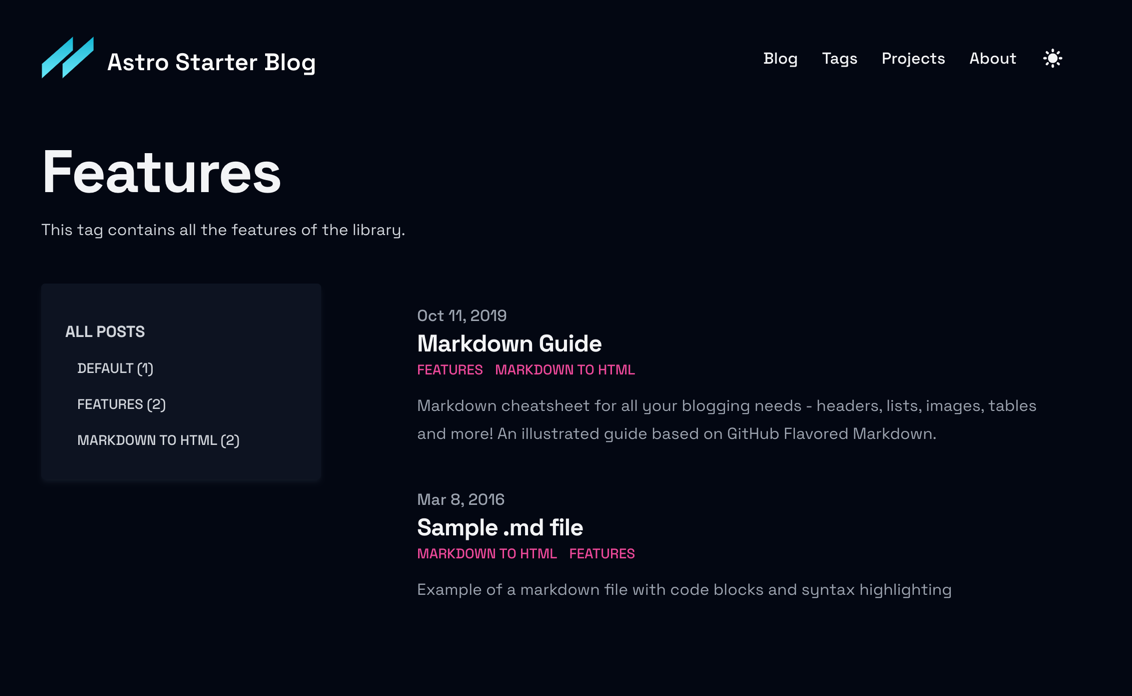 Astro Starter Blog
Blog Tags Projects About
Features
This tag contains all the features of the library.
ALL POSTS
DEFAULT (1)
FEATURES (2)
MARKDOWN TO HTML (2)
Oct 11, 2019
Markdown Guide
FEATURES MARKDOWN TO HTML
Markdown cheatsheet for all your blogging needs - headers, lists, images, tables
and more! An illustrated guide based on GitHub Flavored Markdown.
Mar 8, 2016
Sample .md file
MARKDOWN TO HTML FEATURES
Example of a markdown file with code blocks and syntax highlighting